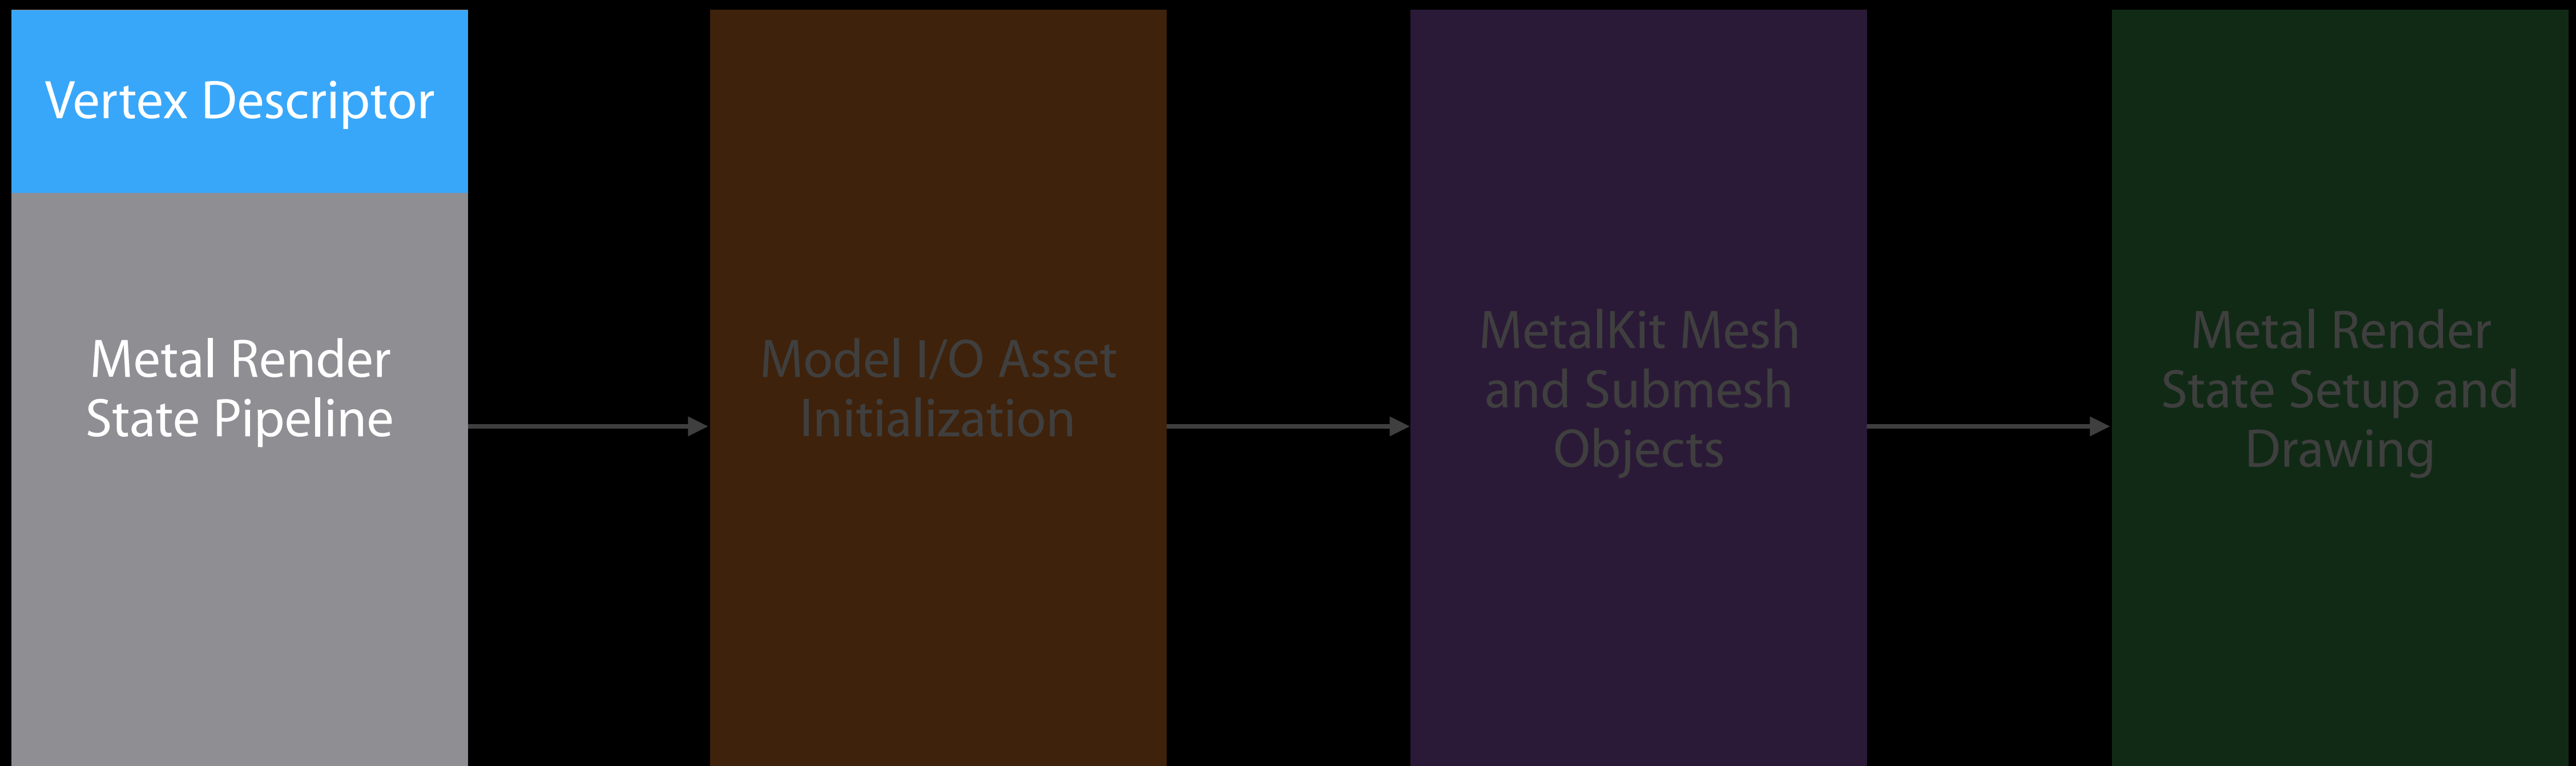 Vertex Descriptor
Metal Render
State Pipeline
Model I/O Asset
Initialization
MetalKit Mesh
and Submesh
Objects
Metal Render
State Setup and
Drawing